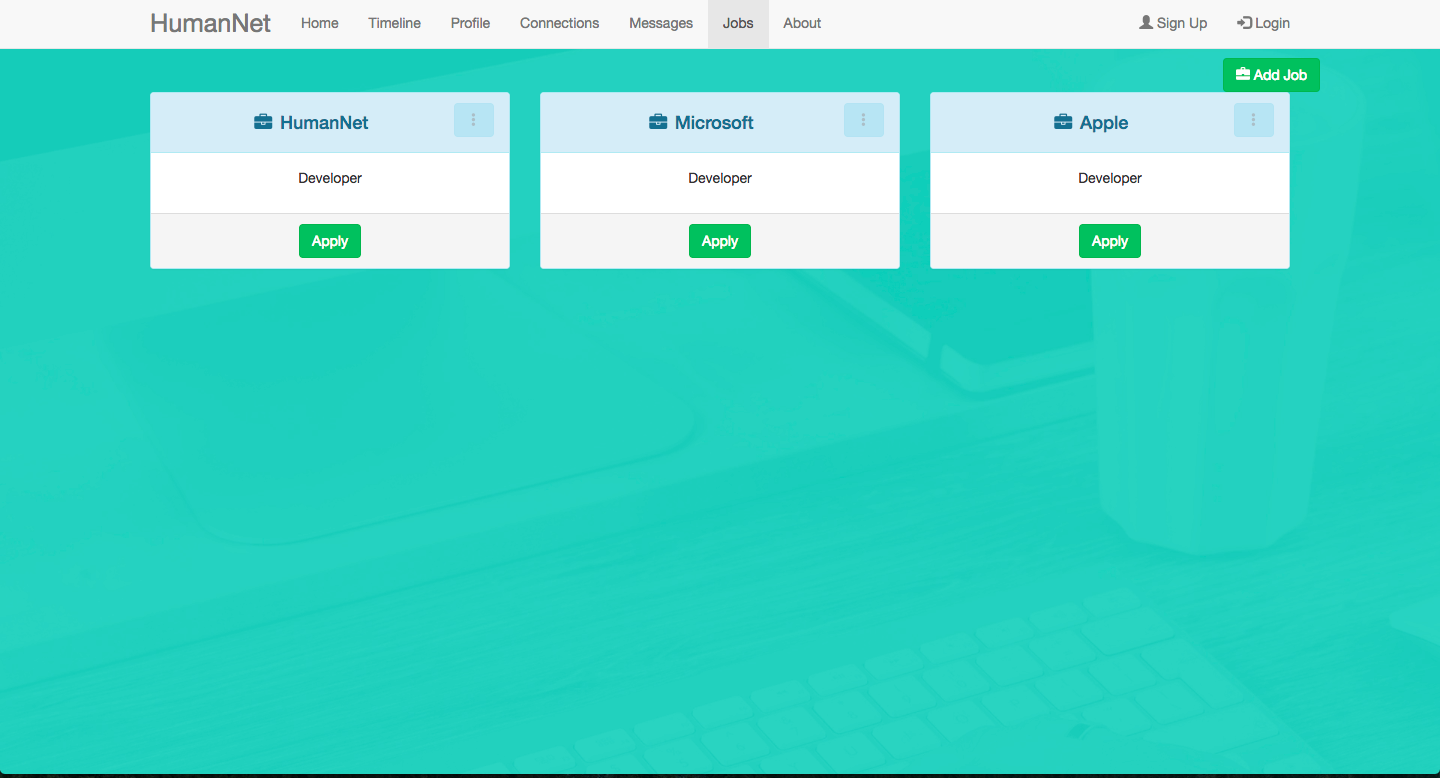 HumanNet Home Timeline Profile Connections Messages Jobs About Sign Up Login
Add Job
HumanNet Microsoft Apple
Developer Developer Developer
Apply Apply Apply